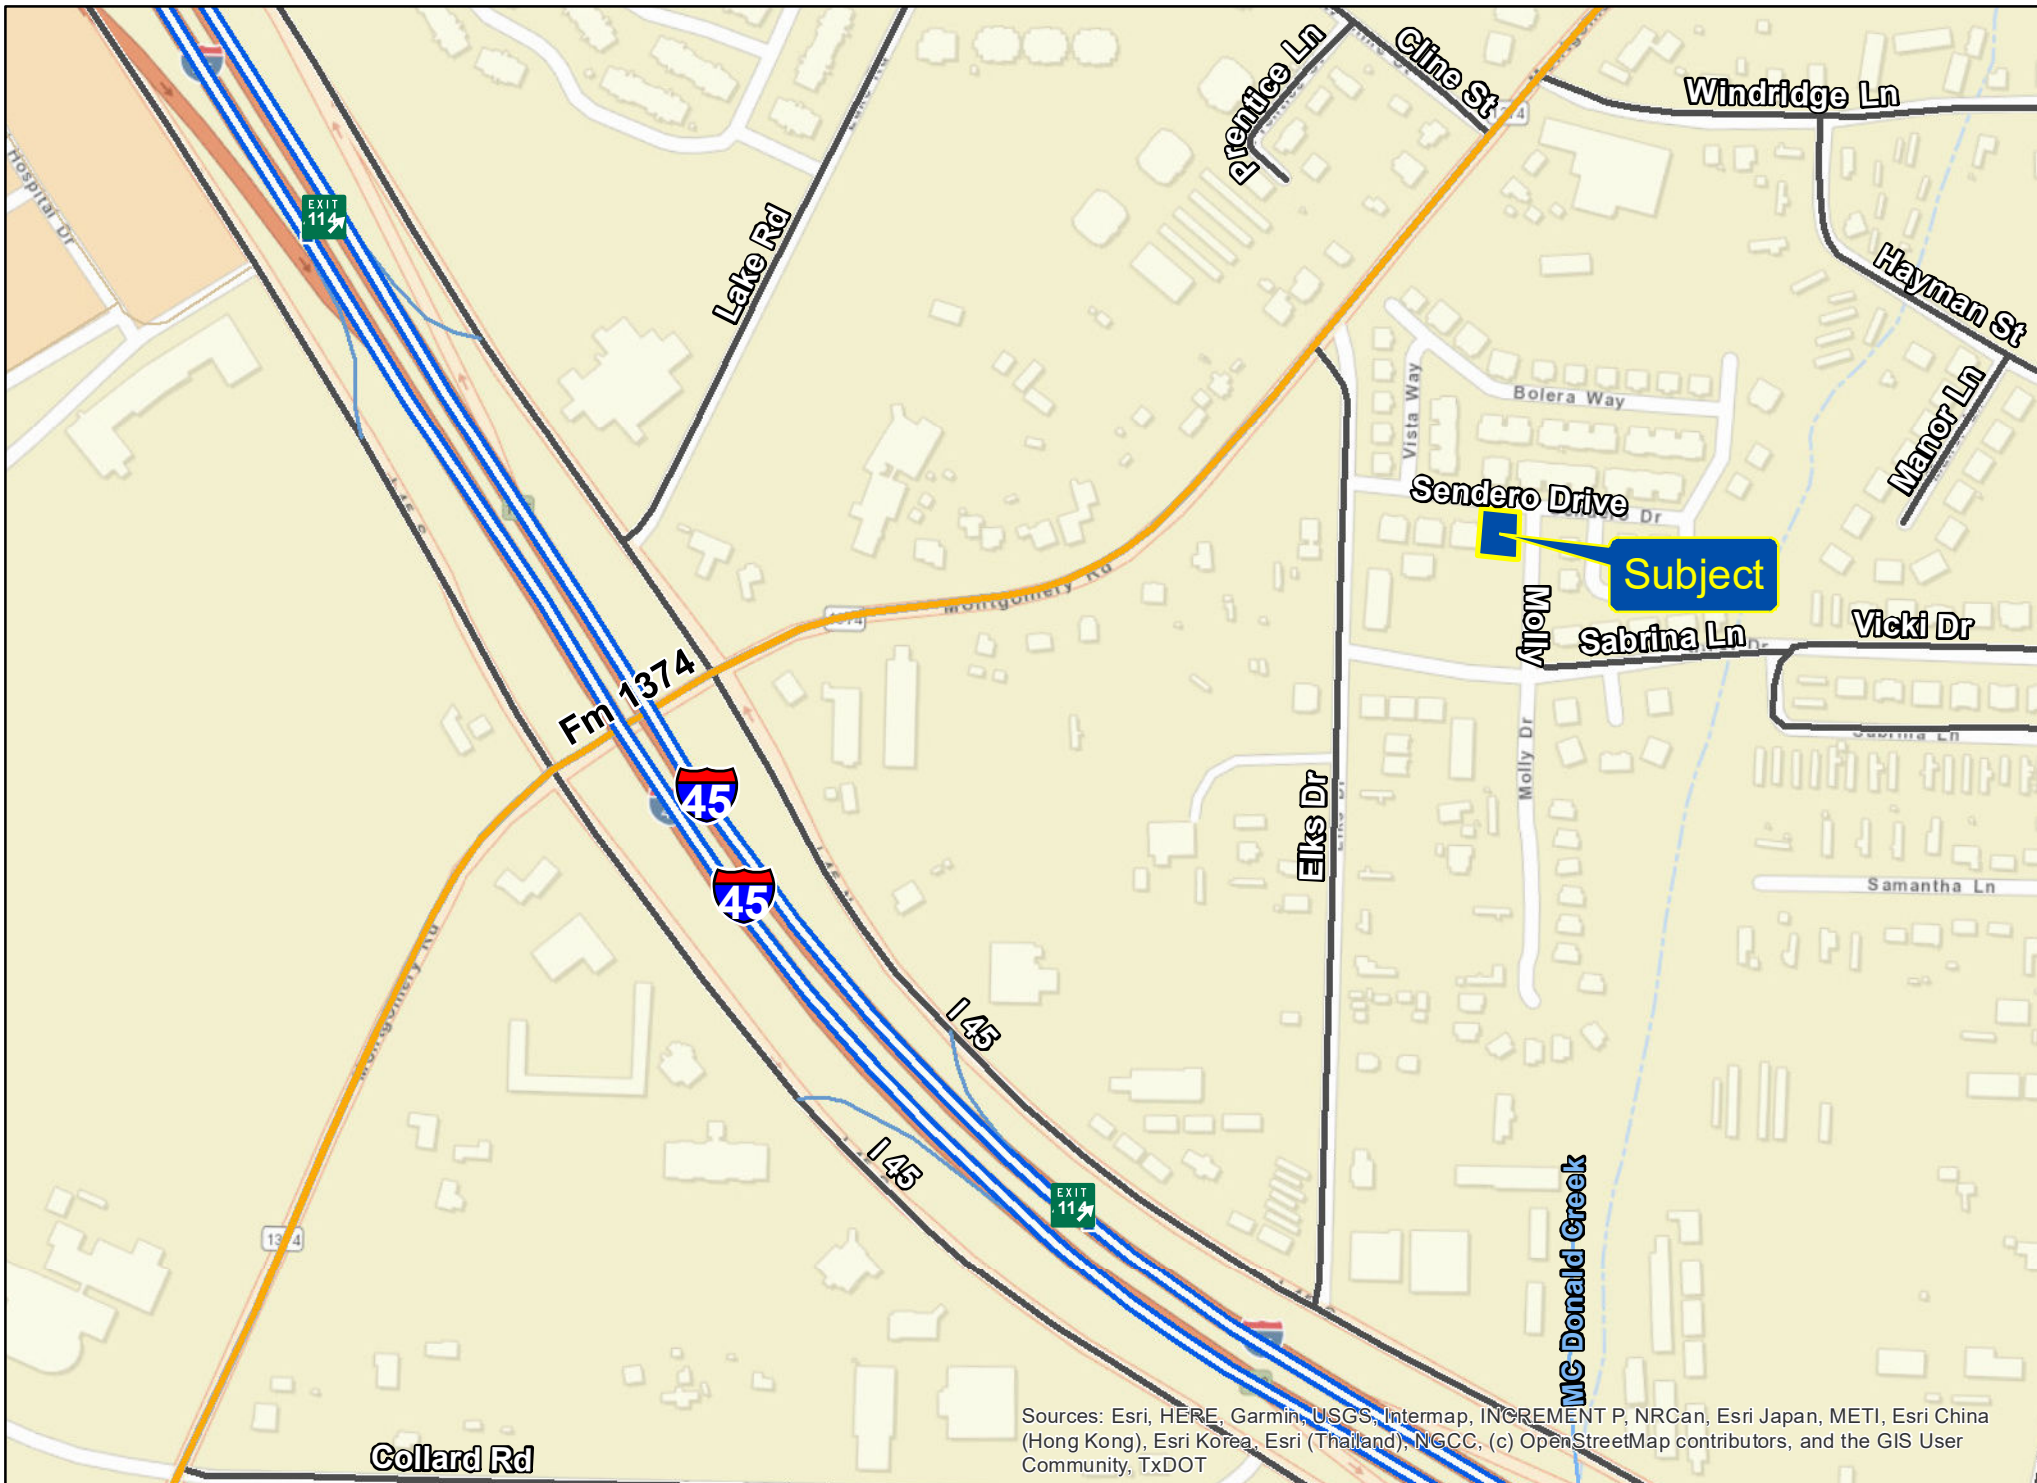 Prentice Ln
Cline St
Windridge Ln
Hospital Dr
EXIT
114
Lake Rd
Hayman St
Bolera Way
Vista Way
Manor Ln
Sendero Drive
Subject
Montgomery Rd
1374
Molly
Sabrina Ln
Vicki Dr
Fm 1374
Molly Dr
Sabrina Ln
45
45
Elks Dr
Samantha Ln
Montgomery Rd
I 45
I 45
EXIT
114
1374
MC Donald Creek
Collard Rd
Sources: Esri, HERE, Garmin, USGS, Intermap, INCREMENT P, NRCan, Esri Japan, METI, Esri China
(Hong Kong), Esri Korea, Esri (Thailand), NGCC, (c) OpenStreetMap contributors, and the GIS User
Community, TxDOT